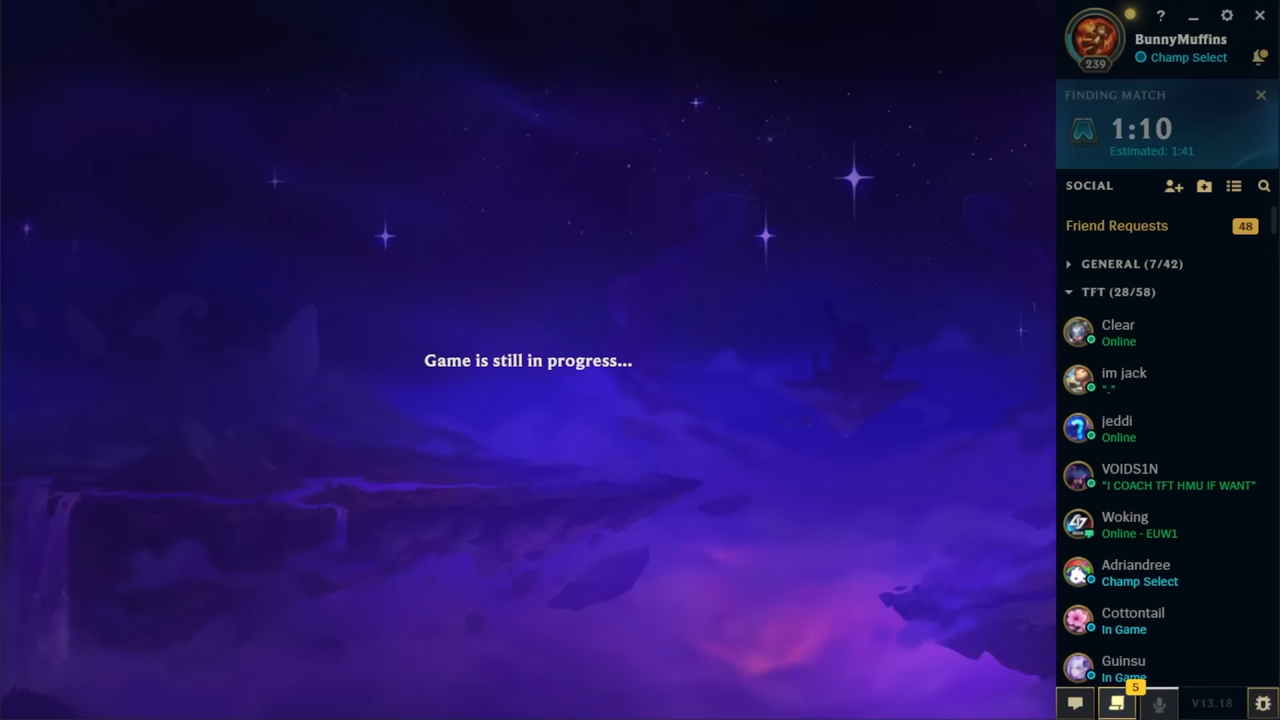 ?
BunnyMuffins
239
Champ Select
FINDING MATCH
1:10
Estimated: 1:41
SOCIAL
Friend Requests
48
GENERAL (7/42)
TFT (28/58)
Clear
Online
im jack
"."
jeddi
Online
VOIDS1N
"I COACH TFT HMU IF WANT"
Woking
Online - EUW1
Adriandree
Champ Select
Cottontail
In Game
Guinsu
In Game
5
V13.18
Game is still in progress...